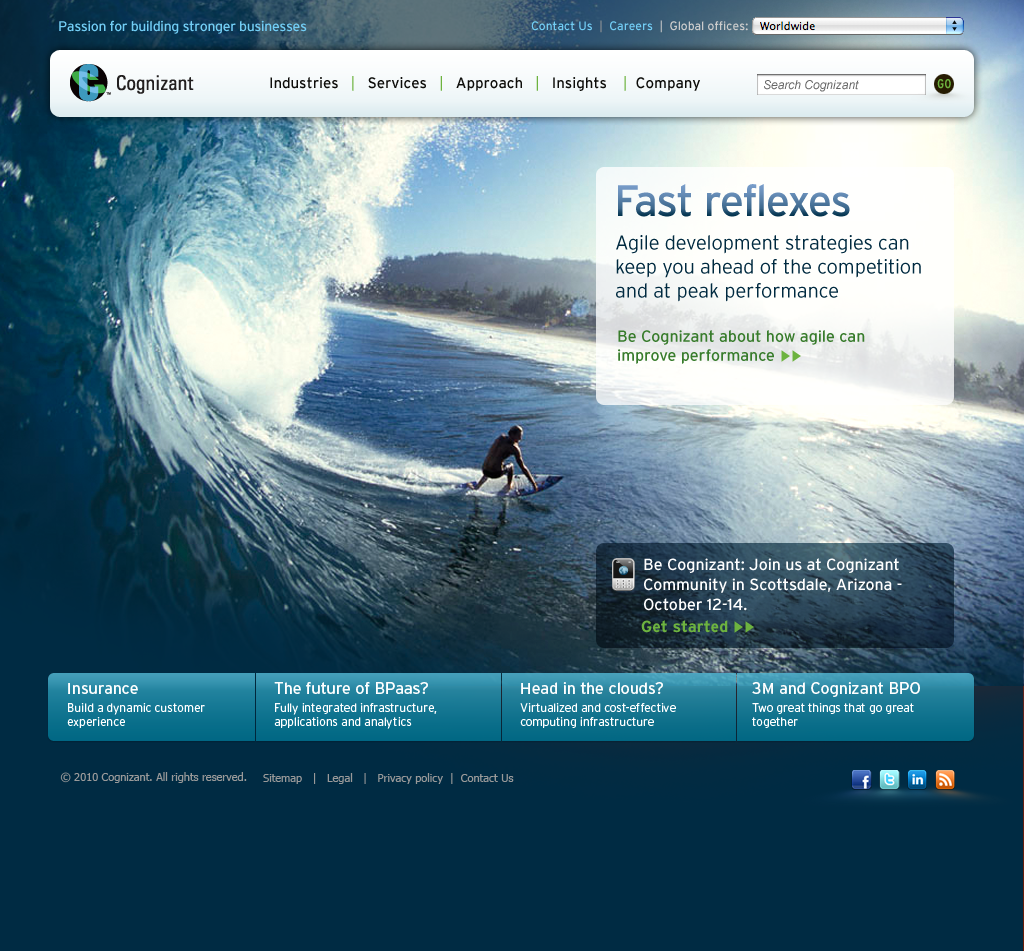 Passion for building stronger businesses
Contact Us | Careers | Global offices: Worldwide
Cognizant
Industries | Services | Approach | Insights | Company
Search Cognizant
GO
Fast reflexes
Agile development strategies can
keep you ahead of the competition
and at peak performance
Be Cognizant about how agile can
improve performance
Be Cognizant: Join us at Cognizant
Community in Scottsdale, Arizona -
October 12-14.
Get started
Insurance
Build a dynamic customer
experience
The future of BPaas?
Fully integrated infrastructure,
applications and analytics
Head in the clouds?
Virtualized and cost-effective
computing infrastructure
3M and Cognizant BPO
Two great things that go great
together
© 2010 Cognizant. All rights reserved. Sitemap | Legal | Privacy policy | Contact Us